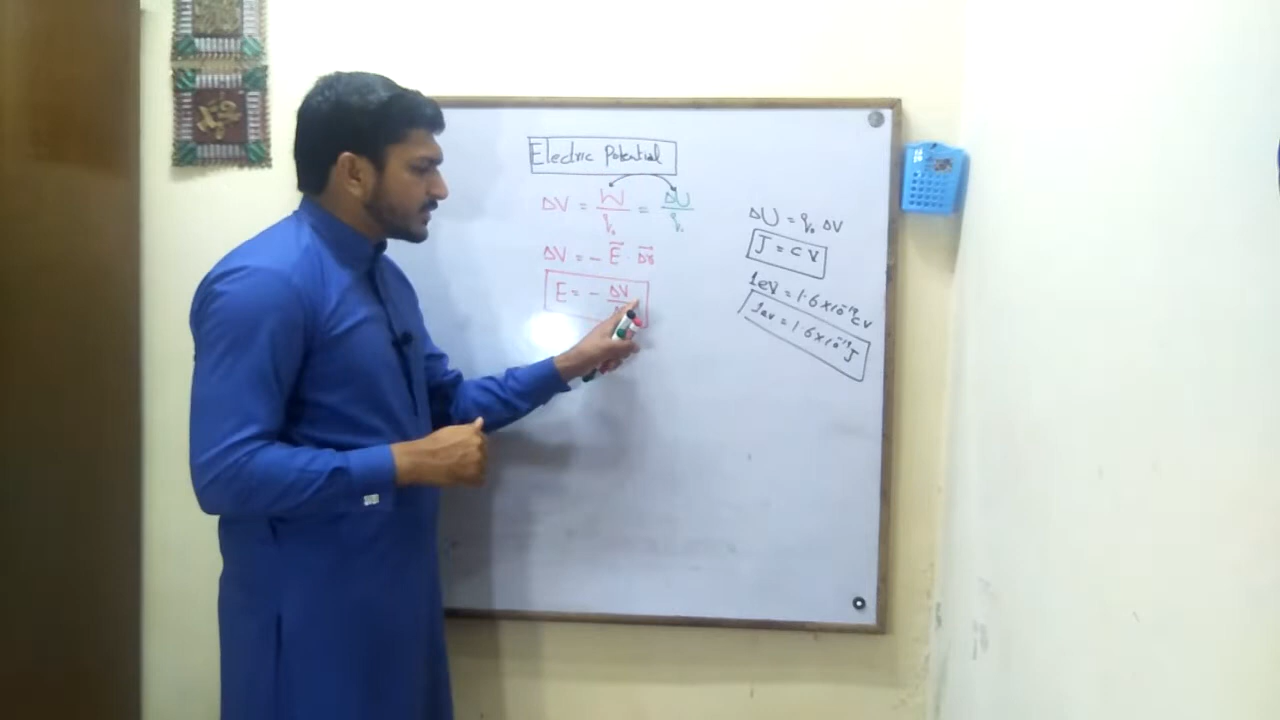 Electric Potential
ΔV = W/q₀ = ΔU/q₀
ΔV = - E⃗ · Δr⃗
E = - ΔV
ΔU = q₀ ΔV
J = C V
1eV = 1.6×10⁻¹⁹ CV
1eV = 1.6×10⁻¹⁹ J